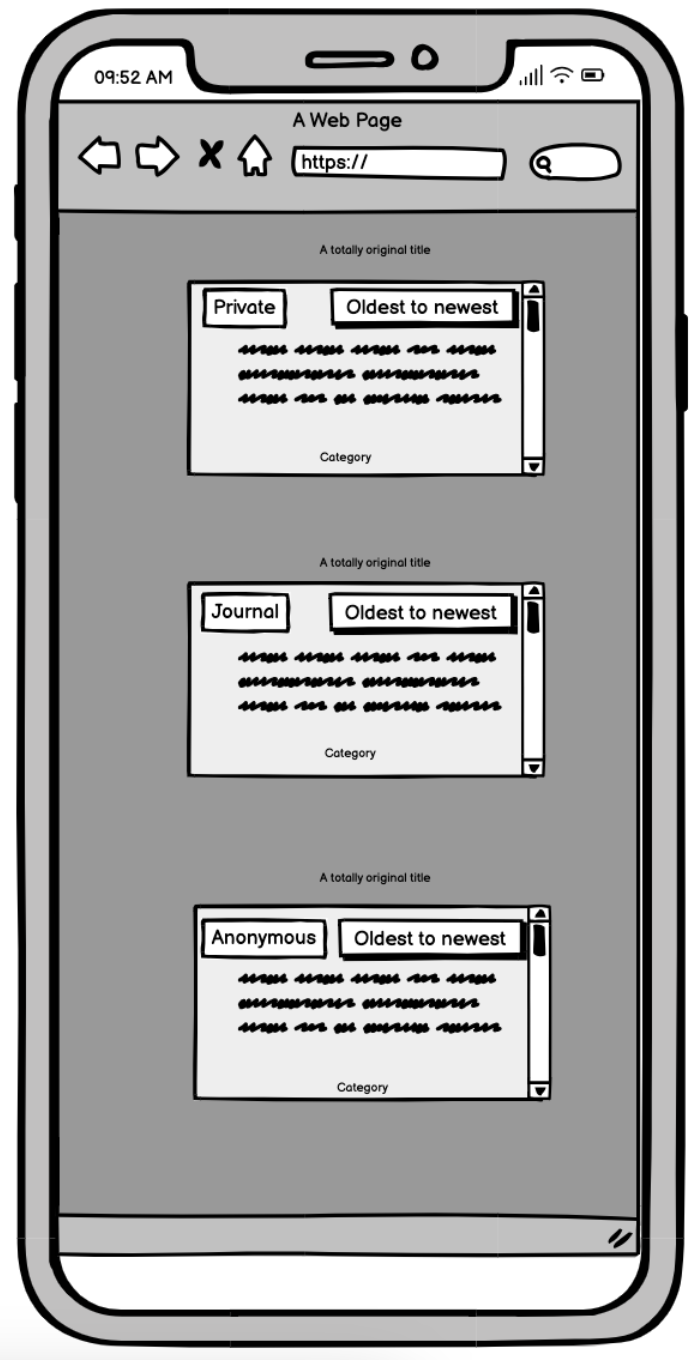 09:52 AM
A Web Page
https://
A totally original title
Private Oldest to newest
Category
A totally original title
Journal Oldest to newest
Category
A totally original title
Anonymous Oldest to newest
Category